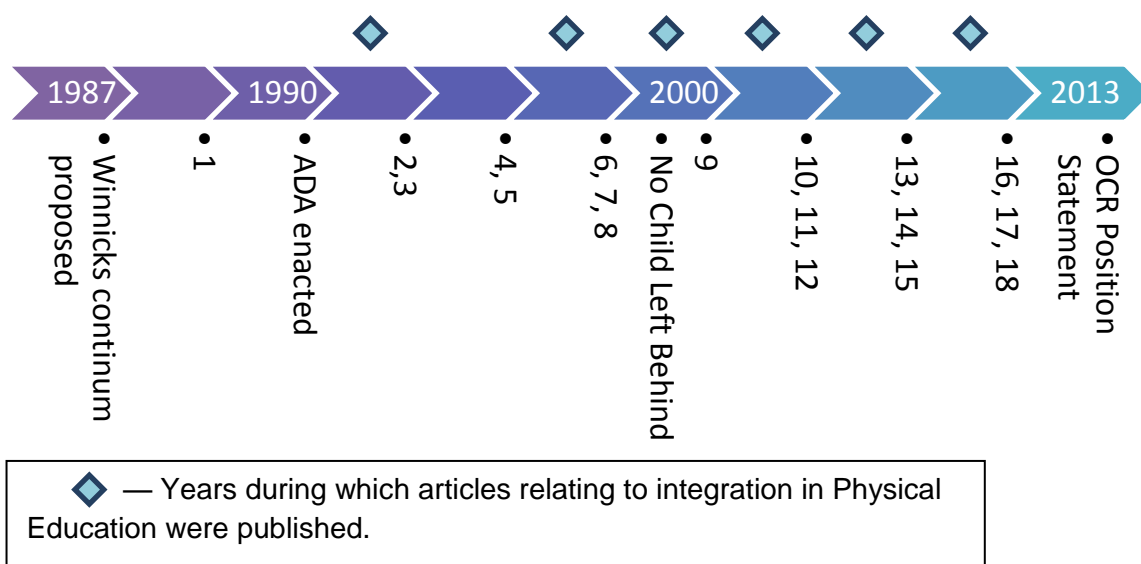 1987
1990
2000
2013
• Winnicks continum
proposed
• 1
• ADA enacted
• 2,3
• 4, 5
• 6, 7, 8
• No Child Left Behind
• 9
• 10, 11, 12
• 13, 14, 15
• 16, 17, 18
• OCR Position
Statement
— Years during which articles relating to integration in Physical
Education were published.